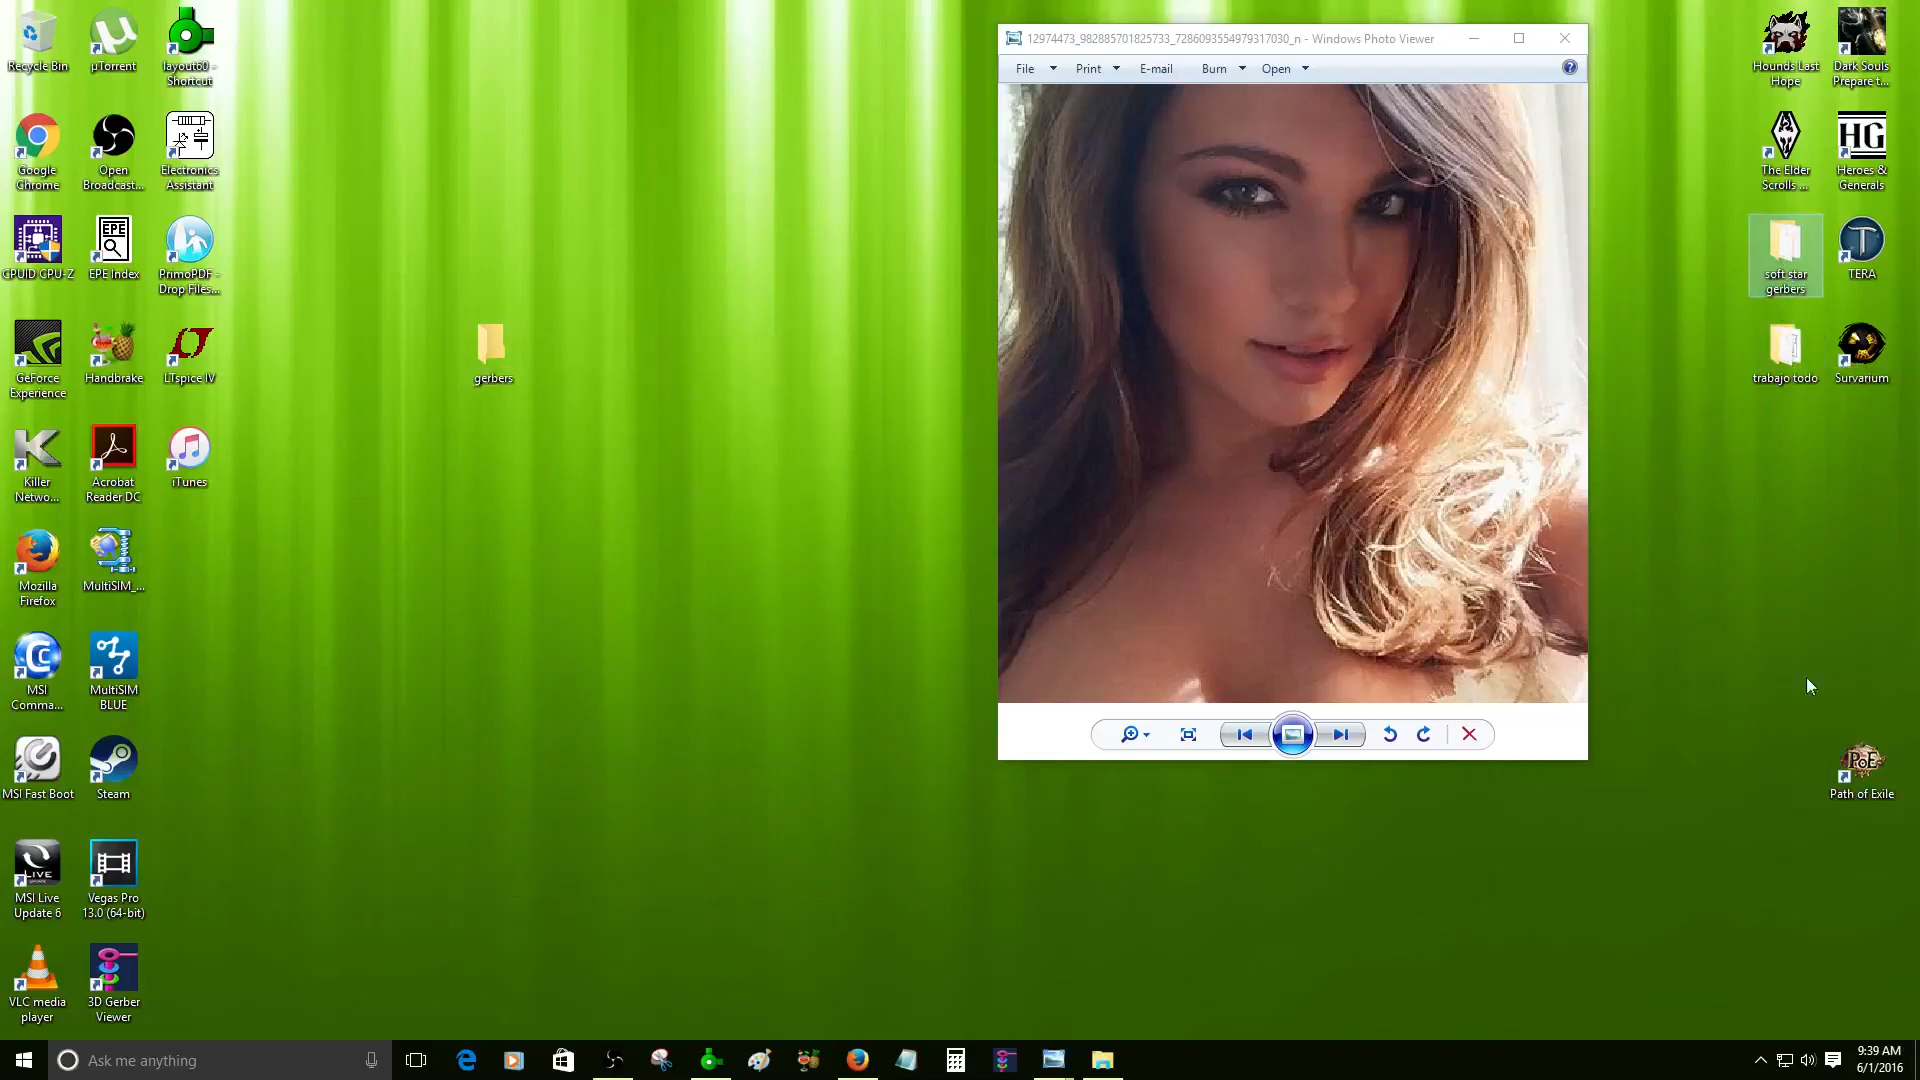 Recycle Bin
µTorrent
layout60 -
Shortcut
Google
Chrome
Open
Broadcast...
Electronics
Assistant
CPUID CPU-Z
EPE
EPE Index
PrimoPDF -
Drop Files...
GeForce
Experience
Handbrake
LTspice IV
Killer
Netwo...
Acrobat
Reader DC
iTunes
Mozilla
Firefox
MultiSIM_...
MSI
Comma...
MultiSIM
BLUE
MSI Fast Boot
Steam
LIVE
MSI Live
Update 6
Vegas Pro
13.0 (64-bit)
VLC media
player
3D Gerber
Viewer
gerbers
12974473_982885701825733_7286093554979317030_n - Windows Photo Viewer
File Print E-mail Burn Open
Hounds Last
Hope
Dark Souls
Prepare t...
The Elder
Scrolls ...
HG
Heroes &
Generals
soft star
gerbers
T
TERA
trabajo todo
Survarium
PoE
Path of Exile
Ask me anything
9:39 AM
6/1/2016